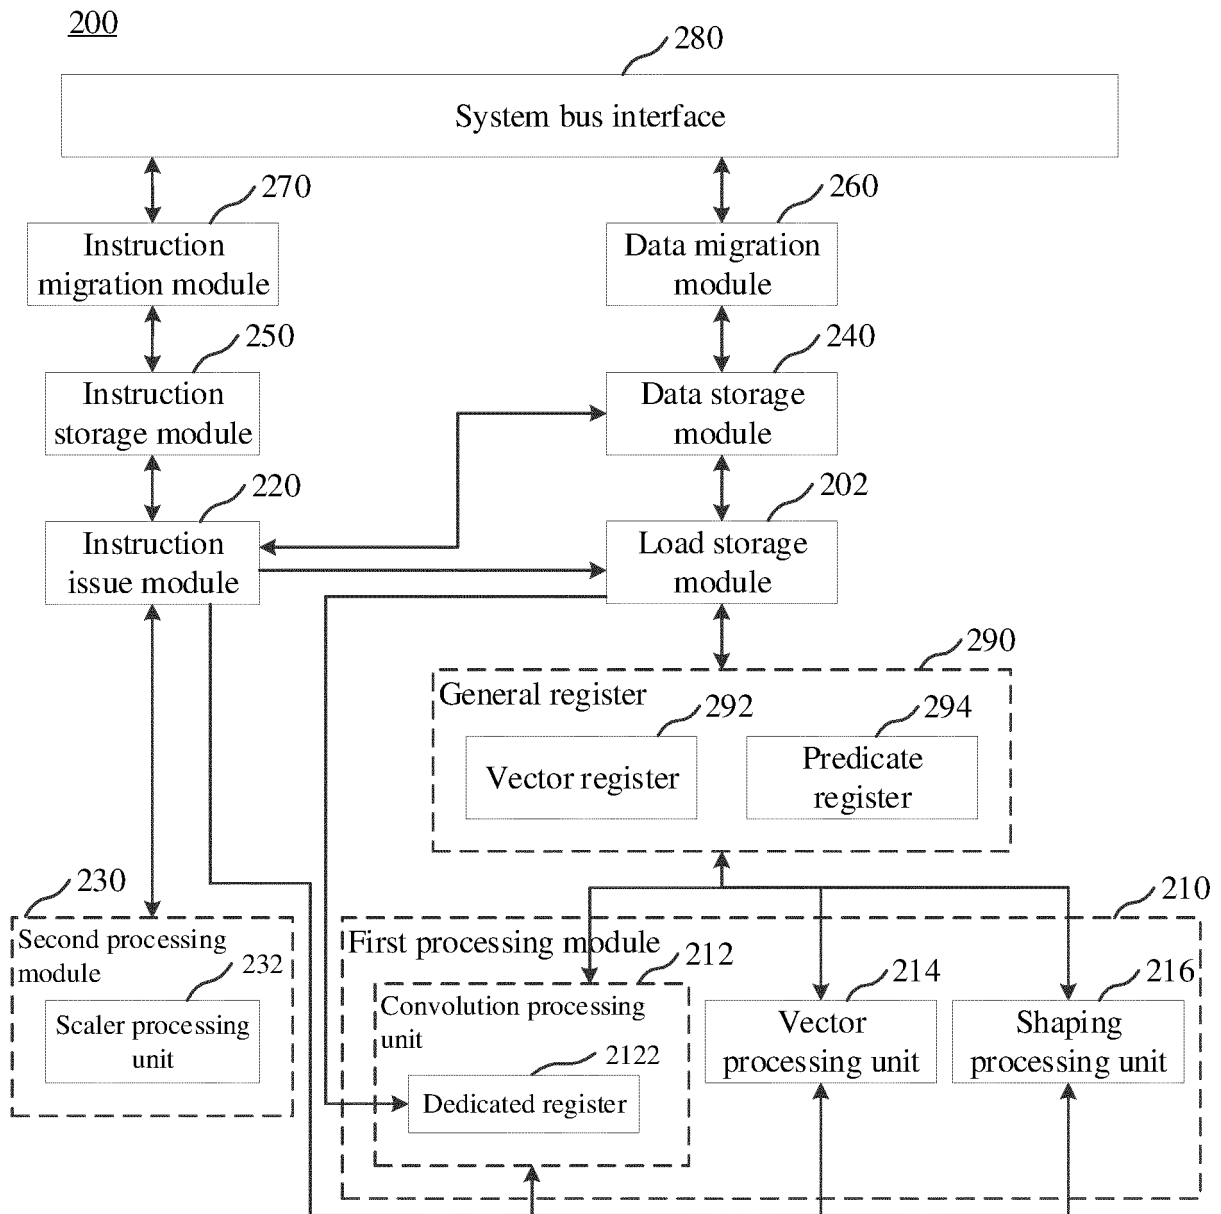 200
280
System bus interface
270
260
Instruction
migration module
Data migration
module
250
240
Instruction
storage module
Data storage
module
220
202
Instruction
issue module
Load storage
module
290
General register
292
294
Vector register
Predicate
register
230
210
Second processing
module
First processing module
232
212
214
216
Scaler processing
unit
Convolution processing
unit
Vector
processing unit
Shaping
processing unit
2122
Dedicated register